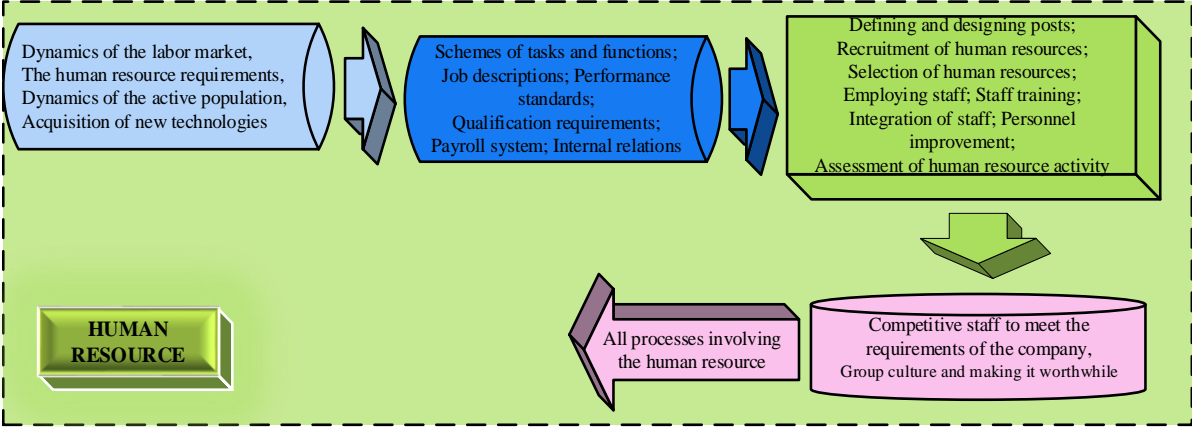 Dynamics of the labor market,
The human resource requirements,
Dynamics of the active population,
Acquisition of new technologies
Schemes of tasks and functions;
Job descriptions; Performance
standards;
Qualification requirements;
Payroll system; Internal relations
Defining and designing posts;
Recruitment of human resources;
Selection of human resources;
Employing staff; Staff training;
Integration of staff; Personnel
improvement;
Assessment of human resource activity
Competitive staff to meet the
requirements of the company,
Group culture and making it worthwhile
All processes involving
the human resource
HUMAN
RESOURCE